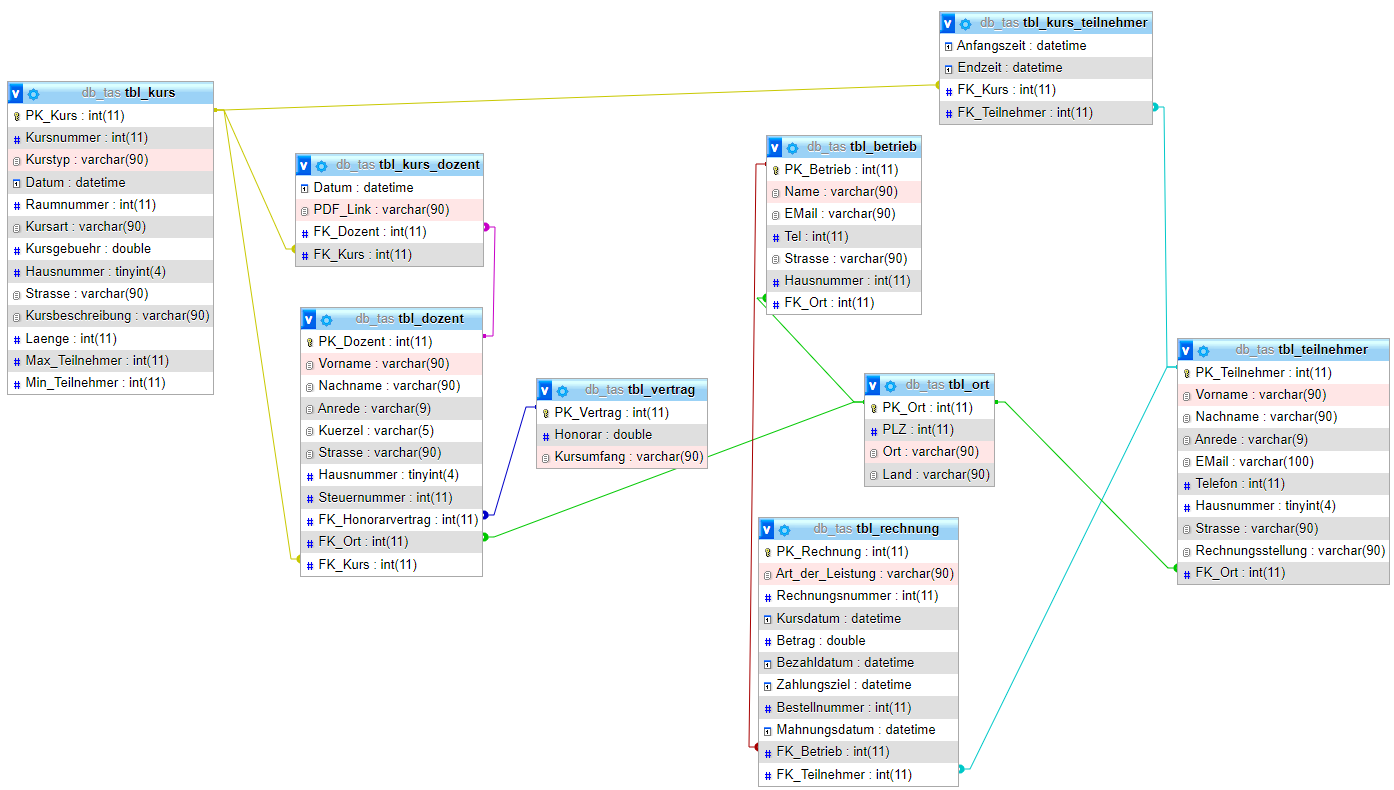 db_tas tbl_kurs
PK_Kurs : int(11)
Kursnummer : int(11)
Kurstyp : varchar(90)
Datum : datetime
Raumnummer : int(11)
Kursart : varchar(90)
Kursgebuehr : double
Hausnummer : tinyint(4)
Strasse : varchar(90)
Kursbeschreibung : varchar(90)
Laenge : int(11)
Max_Teilnehmer : int(11)
Min_Teilnehmer : int(11)
db_tas tbl_kurs_dozent
Datum : datetime
PDF_Link : varchar(90)
FK_Dozent : int(11)
FK_Kurs : int(11)
db_tas tbl_dozent
PK_Dozent : int(11)
Vorname : varchar(90)
Nachname : varchar(90)
Anrede : varchar(9)
Kuerzel : varchar(5)
Strasse : varchar(90)
Hausnummer : tinyint(4)
Steuernummer : int(11)
FK_Honorarvertrag : int(11)
FK_Ort : int(11)
FK_Kurs : int(11)
db_tas tbl_vertrag
PK_Vertrag : int(11)
Honorar : double
Kursumfang : varchar(90)
db_tas tbl_kurs_teilnehmer
Anfangszeit : datetime
Endzeit : datetime
FK_Kurs : int(11)
FK_Teilnehmer : int(11)
db_tas tbl_betrieb
PK_Betrieb : int(11)
Name : varchar(90)
EMail : varchar(90)
Tel : int(11)
Strasse : varchar(90)
Hausnummer : int(11)
FK_Ort : int(11)
db_tas tbl_ort
PK_Ort : int(11)
PLZ : int(11)
Ort : varchar(90)
Land : varchar(90)
db_tas tbl_rechnung
PK_Rechnung : int(11)
Art_der_Leistung : varchar(90)
Rechnungsnummer : int(11)
Kursdatum : datetime
Betrag : double
Bezahldatum : datetime
Zahlungsziel : datetime
Bestellnummer : int(11)
Mahnungsdatum : datetime
FK_Betrieb : int(11)
FK_Teilnehmer : int(11)
db_tas tbl_teilnehmer
PK_Teilnehmer : int(11)
Vorname : varchar(90)
Nachname : varchar(90)
Anrede : varchar(9)
EMail : varchar(100)
Telefon : int(11)
Hausnummer : tinyint(4)
Strasse : varchar(90)
Rechnungsstellung : varchar(90)
FK_Ort : int(11)